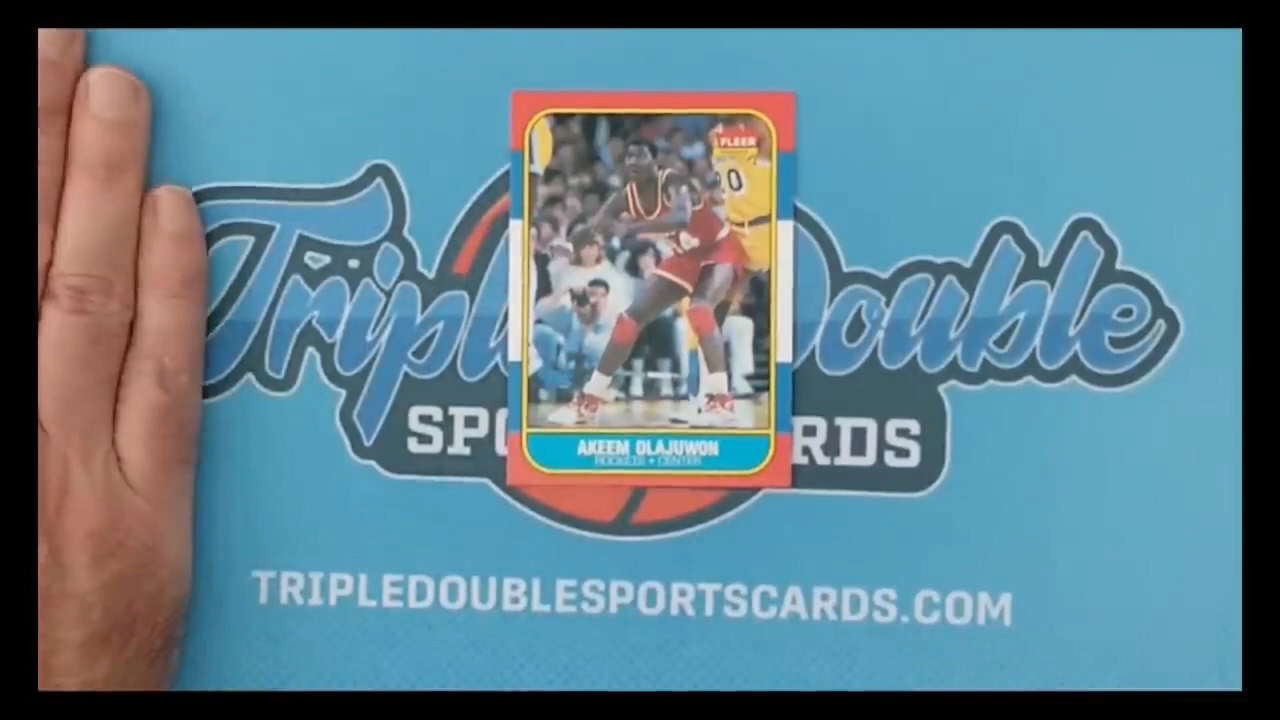 FLEER
Triple Double
SPORTS CARDS
AKEEM OLAJUWON
ROCKETS • CENTER
TRIPLEDOUBLESPORTSCARDS.COM